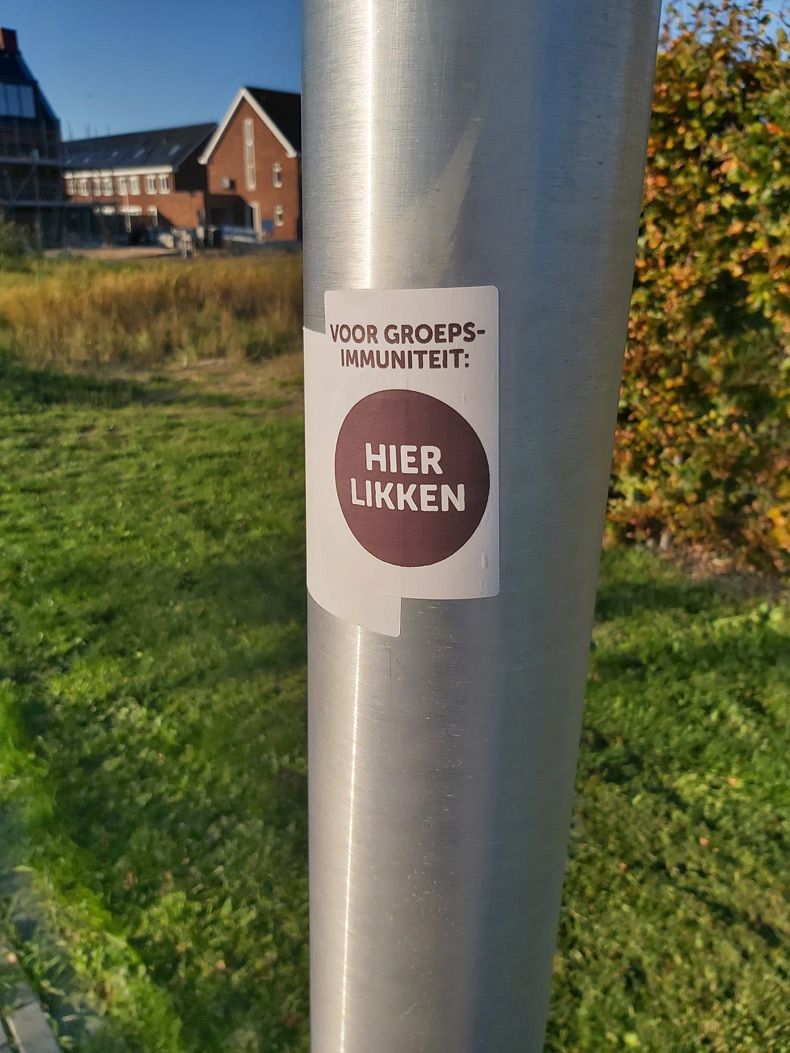 VOOR GROEPS-
IMMUNITEIT:
HIER
LIKKEN